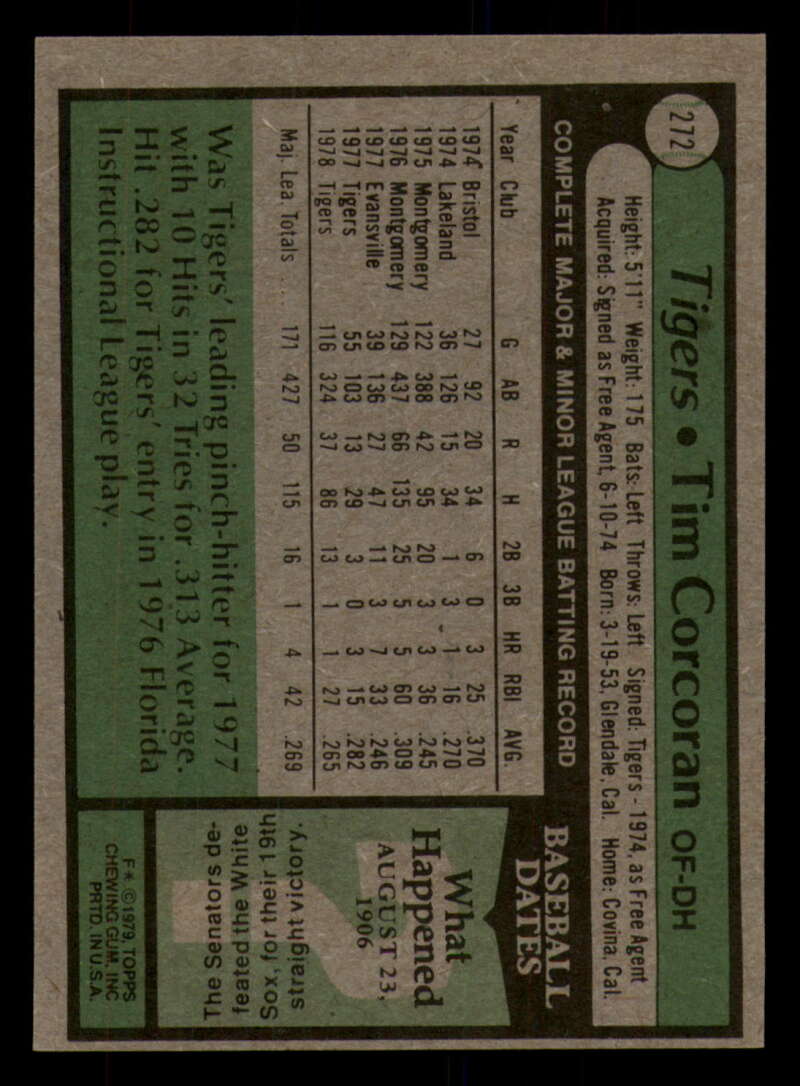 272
Tigers • Tim Corcoran OF-DH
Height: 5'11" Weight: 175 Bats: Left Throws: Left Signed: Tigers - 1974, as Free Agent
Acquired: Signed as Free Agent, 6-10-74 Born: 3-19-53, Glendale, Cal. Home: Covina, Cal.
COMPLETE MAJOR & MINOR LEAGUE BATTING RECORD
Year Club G AB R H 2B 3B HR RBI AVG.
1974 Bristol 27 92 20 34 6 0 3 25 .370
1974 Lakeland 36 126 15 34 1 3 1 16 .270
1975 Montgomery 122 388 42 95 20 3 3 36 .245
1976 Montgomery 129 437 66 135 25 5 5 60 .309
1977 Evansville 39 136 27 47 11 3 7 33 .246
1977 Tigers 55 103 13 29 3 0 3 15 .282
1978 Tigers 116 324 37 86 13 1 1 27 .265
Maj. Lea. Totals .... 171 427 50 115 16 1 4 42 .269
Was Tigers' leading pinch-hitter for 1977
with 10 Hits in 32 Tries for .313 Average.
Hit .282 for Tigers' entry in 1976 Florida
Instructional League play.
BASEBALL
DATES
What
Happened
AUGUST 23,
1906
The Senators de-
feated the White
Sox, for their 19th
straight victory.
F* ©1979, TOPPS
CHEWING GUM, INC
PRTD. IN U.S.A.